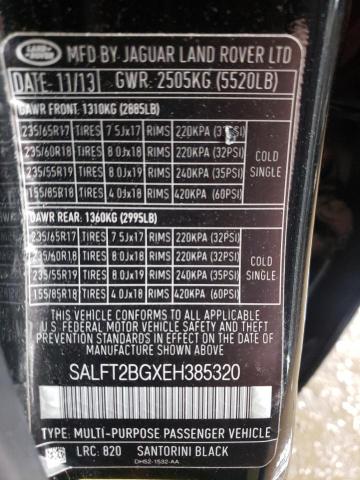 LAND ROVER
MFD BY JAGUAR LAND ROVER LTD
DATE 11/13 GWR: 2505KG (5520LB)
GAWR FRONT: 1310KG (2885LB)
235/65R17 TIRES 7.5Jx17 RIMS 220KPA (31PSI)
235/60R18 TIRES 8.0Jx18 RIMS 220KPA (32PSI)
COLD
235/55R19 TIRES 8.0Jx19 RIMS 240KPA (35PSI)
SINGLE
155/85R18 TIRES 4.0Jx18 RIMS 420KPA (60PSI)
GAWR REAR: 1360KG (2995LB)
235/65R17 TIRES 7.5Jx17 RIMS 220KPA (32PSI)
235/60R18 TIRES 8.0Jx18 RIMS 220KPA (32PSI)
COLD
235/55R19 TIRES 8.0Jx19 RIMS 240KPA (35PSI)
SINGLE
155/85R18 TIRES 4.0Jx18 RIMS 420KPA (60PSI)
THIS VEHICLE CONFORMS TO ALL APPLICABLE
U.S. FEDERAL MOTOR VEHICLE SAFETY, BUMPER
AND THEFT PREVENTION STANDARDS IN EFFECT
ON THE DATE OF MANUFACTURE SHOWN ABOVE
SALFT2BGXEH385320
TYPE: MULTI-PURPOSE PASSENGER VEHICLE
LRC: 820 SANTORINI BLACK
DH52-1532-AA